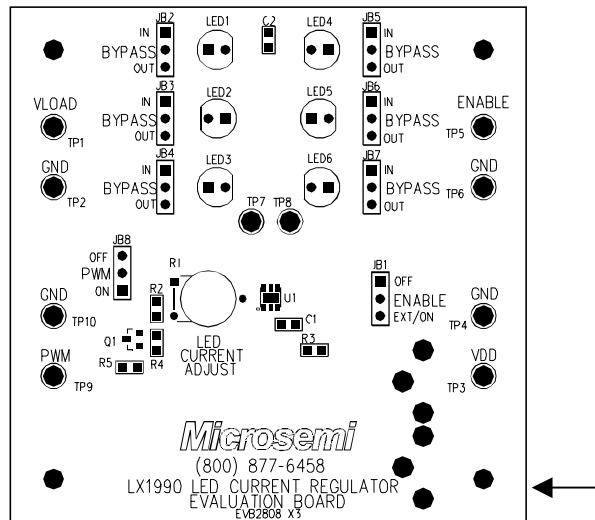 JB2 LED1 C2 LED4 JB5
IN IN
BYPASS BYPASS
OUT OUT
JB3 LED2 LED5 JB6
VLOAD IN IN ENABLE
BYPASS BYPASS
TP1 OUT OUT TP5
JB4 LED3 LED6 JB7
GND IN IN GND
BYPASS BYPASS
TP2 OUT OUT TP6
TP7 TP8
JB8
OFF R1 JB1
PWM OFF
ON R2 U1 ENABLE
GND C1 EXT/ON GND
TP10 TP4
Q1 LED R3
PWM CURRENT VDD
R5 R4 ADJUST
TP9 TP3
Microsemi
(800) 877-6458
LX1990 LED CURRENT REGULATOR
EVALUATION BOARD
EVB2808 X3